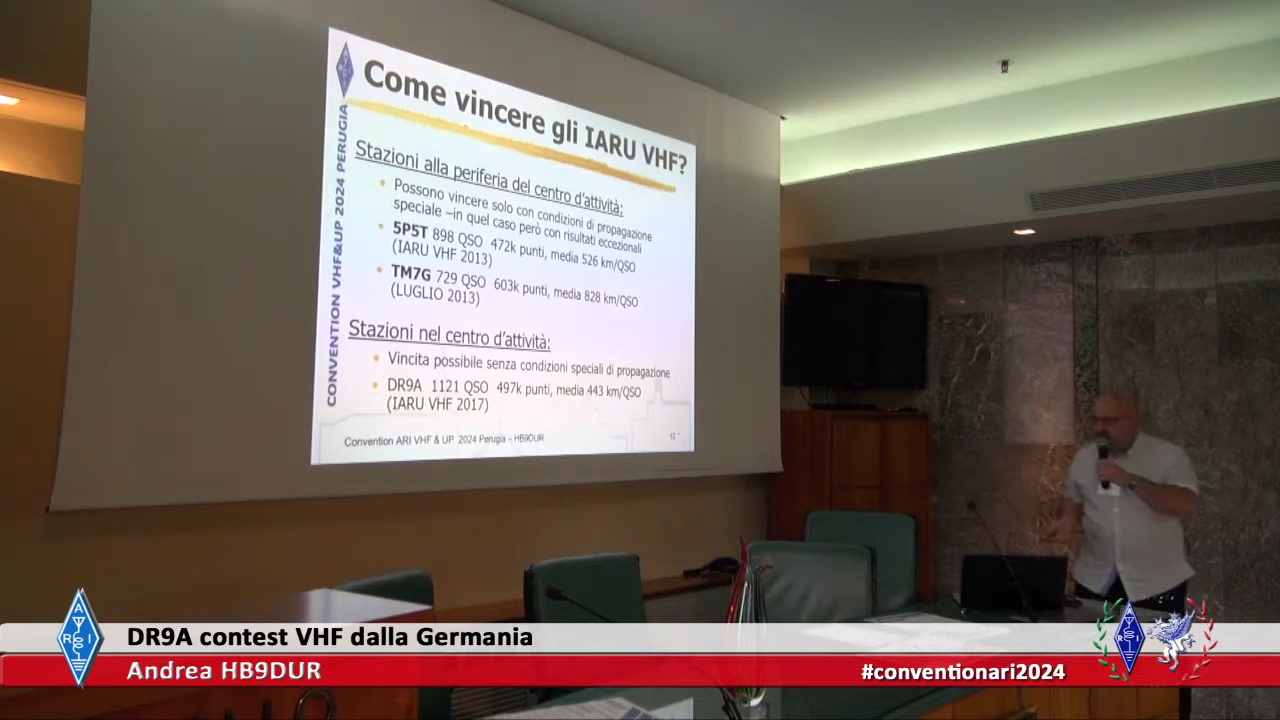 Come vincere gli IARU VHF?
CONVENTION VHF&UP 2024 PERUGIA
Stazioni alla periferia del centro d'attività:
• Possono vincere solo con condizioni di propagazione
speciale –in quel caso però con risultati eccezionali
• 5P5T 898 QSO 472k punti, media 526 km/QSO
(IARU VHF 2013)
• TM7G 729 QSO 603k punti, media 828 km/QSO
(LUGLIO 2013)
Stazioni nel centro d'attività:
• Vincita possibile senza condizioni speciali di propagazione
• DR9A 1121 QSO 497k punti, media 443 km/QSO
(IARU VHF 2017)
Convention ARI VHF & UP 2024 Perugia – HB9DUR
DR9A contest VHF dalla Germania
Andrea HB9DUR
#conventionari2024